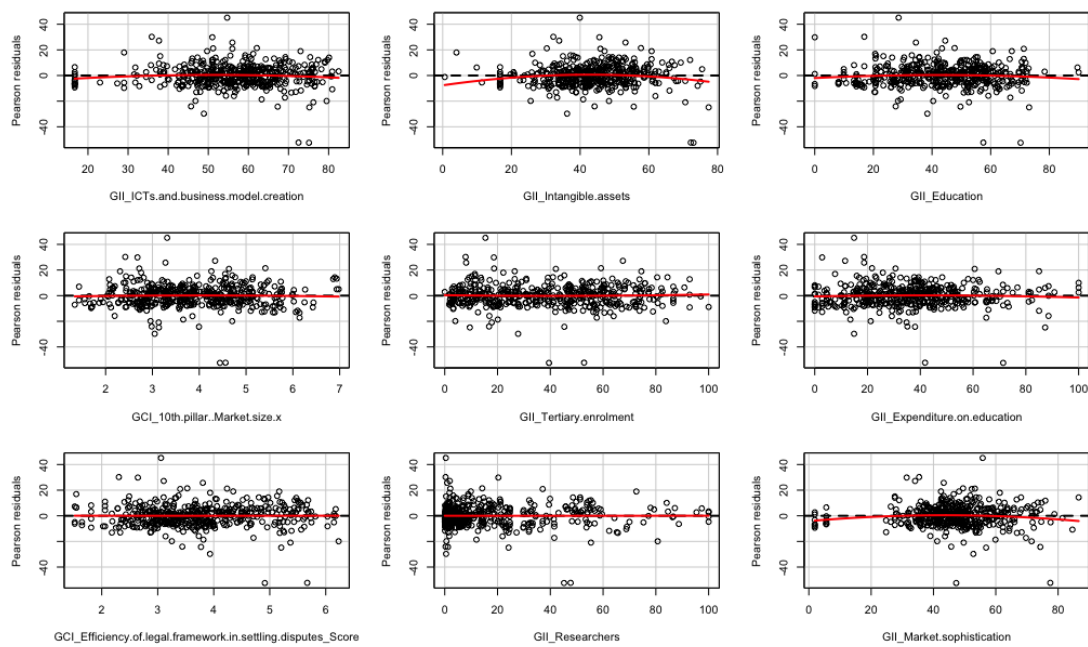 Pearson residuals
-40 0 20 40
20 30 40 50 60 70 80
GII_ICTs.and.business.model.creation
Pearson residuals
-40 0 20 40
0 20 40 60 80
GII_Intangible.assets
Pearson residuals
-40 0 20 40
0 20 40 60 80
GII_Education
Pearson residuals
-40 0 20 40
2 3 4 5 6 7
GCI_10th.pillar..Market.size.x
Pearson residuals
-40 0 20 40
0 20 40 60 80 100
GII_Tertiary.enrolment
Pearson residuals
-40 0 20 40
0 20 40 60 80 100
GII_Expenditure.on.education
Pearson residuals
-40 0 20 40
2 3 4 5 6
GCI_Efficiency.of.legal.framework.in.settling.disputes_Score
Pearson residuals
-40 0 20 40
0 20 40 60 80 100
GII_Researchers
Pearson residuals
-40 0 20 40
0 20 40 60 80
GII_Market.sophistication